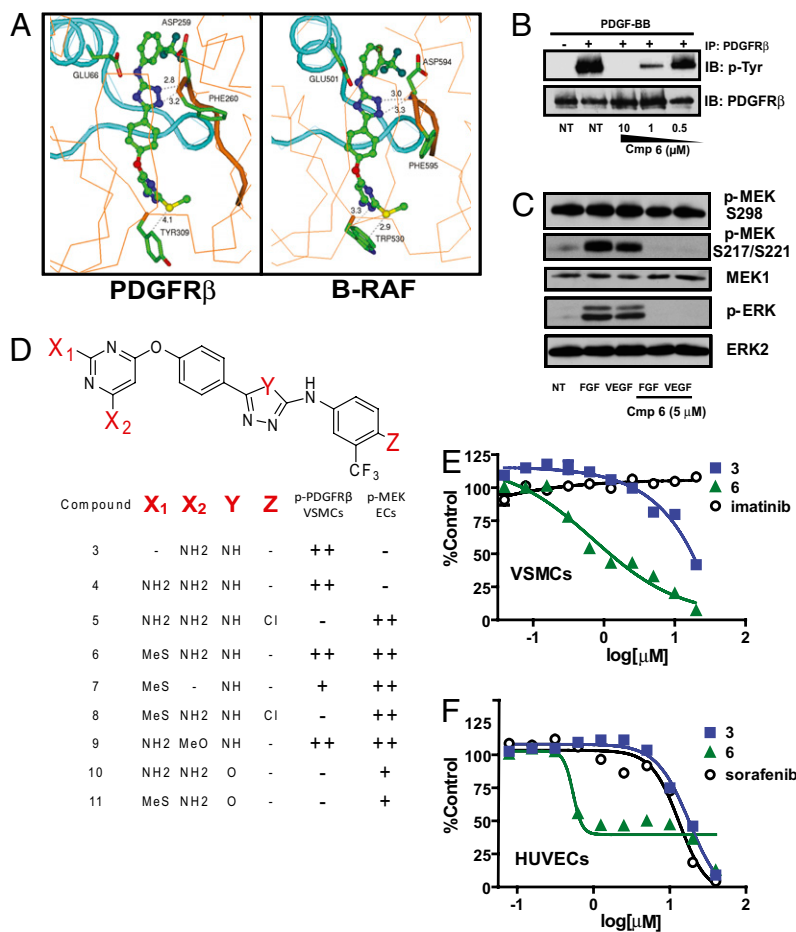 A
ASP259
GLU66
2.8
3.2
PHE260
4.1
TYR309
PDGFRβ
ASP594
GLU501
3.0
3.3
PHE595
3.3
2.9
TRP530
B-RAF
B
PDGF-BB
- + + + +
IP: PDGFRβ
IB: p-Tyr
IB: PDGFRβ
NT NT 10 1 0.5
Cmp 6 (μM)
C
p-MEK
S298
p-MEK
S217/S221
MEK1
p-ERK
ERK2
NT FGF VEGF FGF VEGF
Cmp 6 (5 μM)
D
X1
N
N
X2
O
Y
N-N
H
N
Z
CF3
Compound X1 X2 Y Z p-PDGFRβ VSMCs p-MEK ECs
3 - NH2 NH - ++ -
4 NH2 NH2 NH - ++ -
5 NH2 NH2 NH Cl - ++
6 MeS NH2 NH - ++ ++
7 MeS - NH - + ++
8 MeS NH2 NH Cl - ++
9 NH2 MeO NH - ++ ++
10 NH2 NH2 O - - +
11 MeS NH2 O - - +
E
%Control
125
100
75
50
25
0
-1 0 1 2
log[μM]
VSMCs
3
6
imatinib
F
%Control
125
100
75
50
25
0
-1 0 1 2
log[μM]
HUVECs
3
6
sorafenib